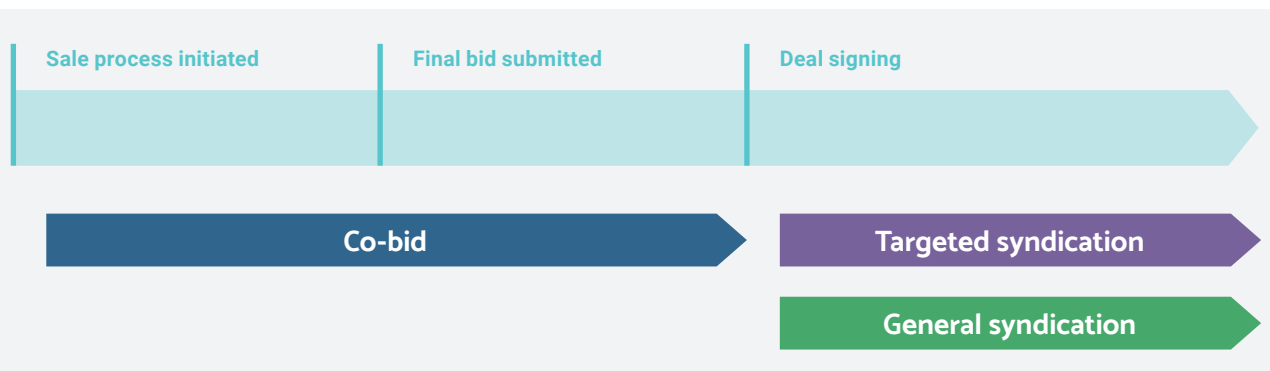 Sale process initiated
Final bid submitted
Deal signing
Co-bid
Targeted syndication
General syndication